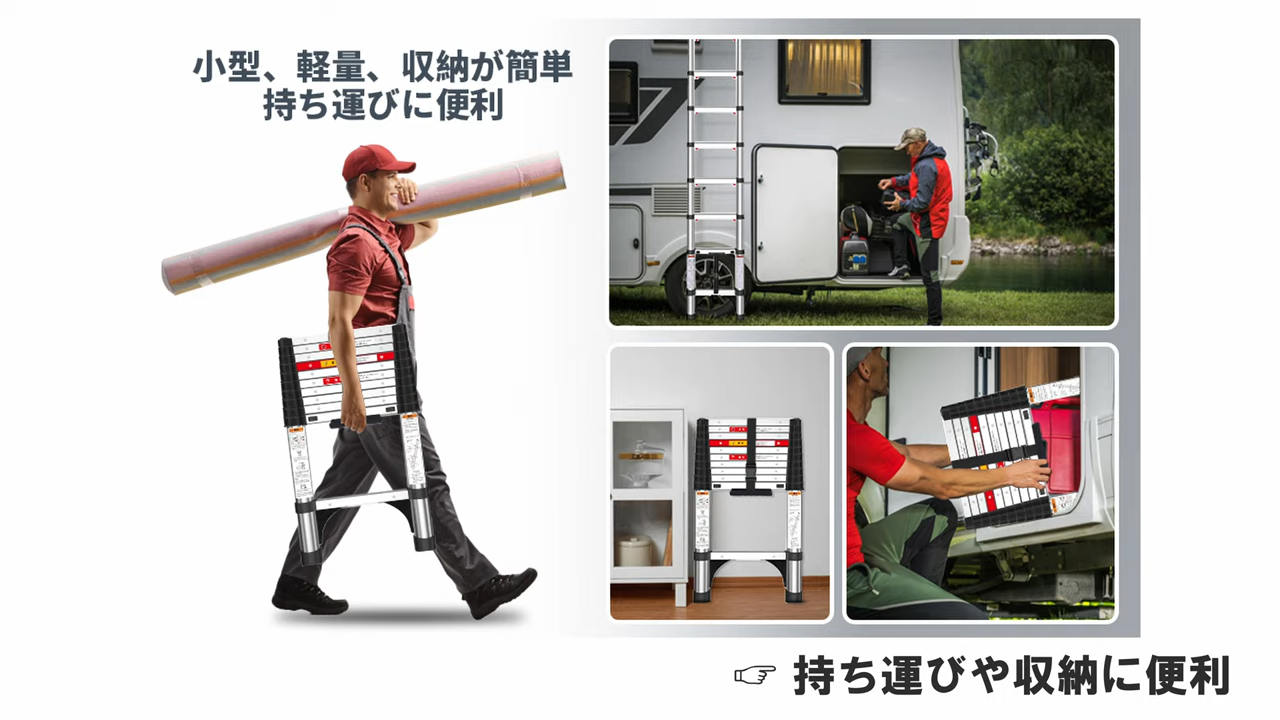 小型、軽量、収納が簡単
持ち運びに便利
☞ 持ち運びや収納に便利